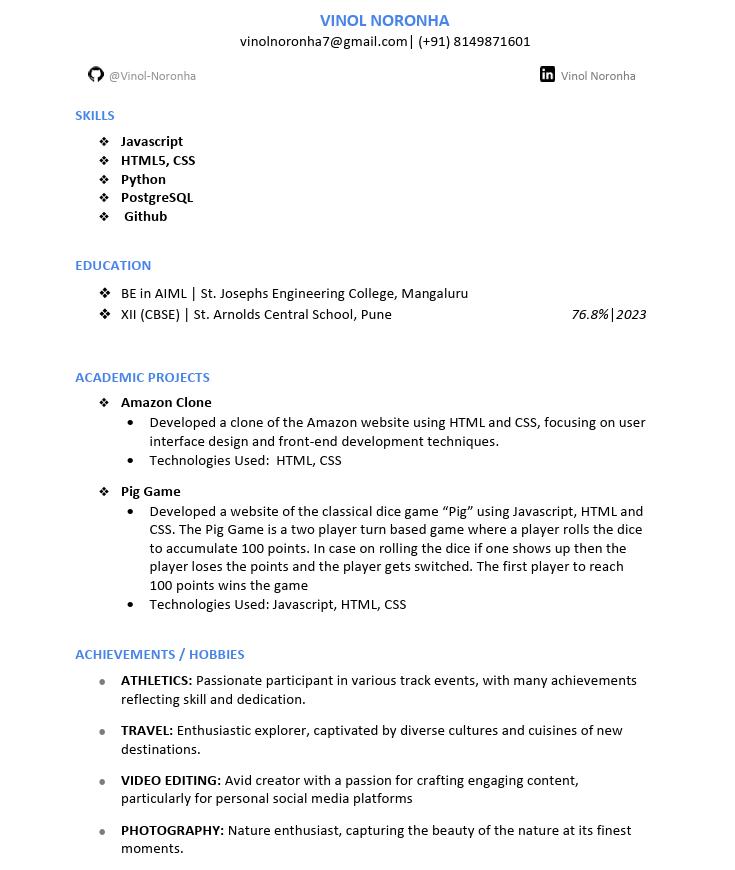 VINOL NORONHA
vinolnoronha7@gmail.com| (+91) 8149871601
@Vinol-Noronha in Vinol Noronha
SKILLS
❖ Javascript
❖ HTML5, CSS
❖ Python
❖ PostgreSQL
❖ Github
EDUCATION
❖ BE in AIML | St. Josephs Engineering College, Mangaluru
❖ XII (CBSE) | St. Arnolds Central School, Pune 76.8%|2023
ACADEMIC PROJECTS
❖ Amazon Clone
• Developed a clone of the Amazon website using HTML and CSS, focusing on user
interface design and front-end development techniques.
• Technologies Used: HTML, CSS
❖ Pig Game
• Developed a website of the classical dice game “Pig” using Javascript, HTML and
CSS. The Pig Game is a two player turn based game where a player rolls the dice
to accumulate 100 points. In case on rolling the dice if one shows up then the
player loses the points and the player gets switched. The first player to reach
100 points wins the game
• Technologies Used: Javascript, HTML, CSS
ACHIEVEMENTS / HOBBIES
• ATHLETICS: Passionate participant in various track events, with many achievements
reflecting skill and dedication.
• TRAVEL: Enthusiastic explorer, captivated by diverse cultures and cuisines of new
destinations.
• VIDEO EDITING: Avid creator with a passion for crafting engaging content,
particularly for personal social media platforms
• PHOTOGRAPHY: Nature enthusiast, capturing the beauty of the nature at its finest
moments.